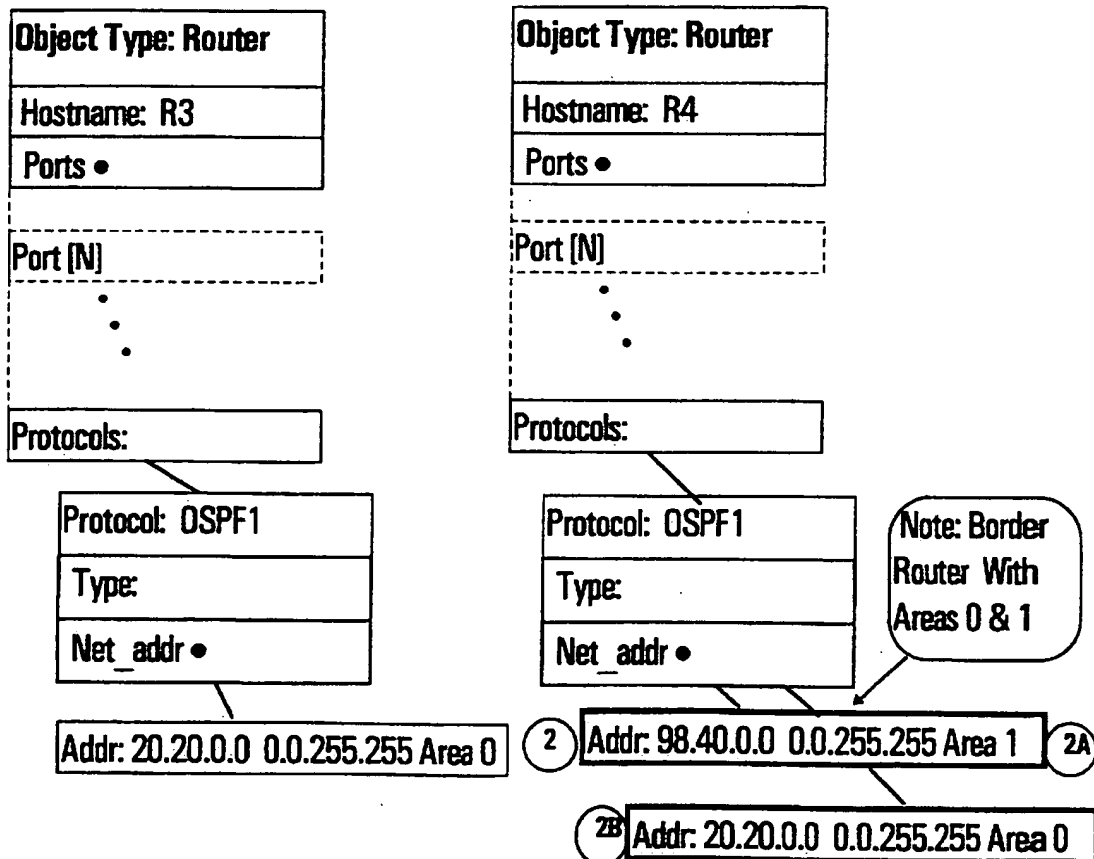 Object Type: Router
Hostname: R3
Ports •
Port [N]
Protocols:
Protocol: OSPF1
Type:
Net_addr •
Addr: 20.20.0.0 0.0.255.255 Area 0
Object Type: Router
Hostname: R4
Ports •
Port [N]
Protocols:
Protocol: OSPF1
Type:
Net_addr •
Note: Border
Router With
Areas 0 & 1
2
Addr: 98.40.0.0 0.0.255.255 Area 1
2A
2B
Addr: 20.20.0.0 0.0.255.255 Area 0